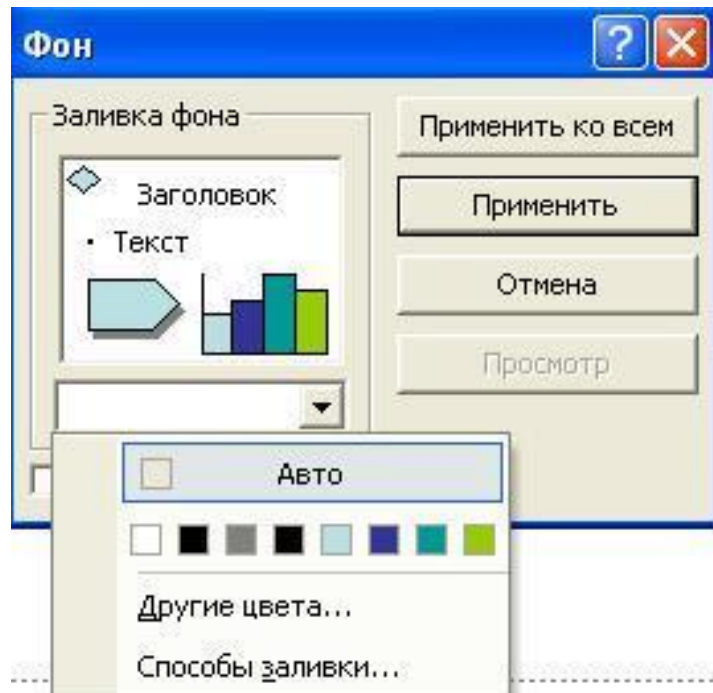 Фон
Заливка фона
Заголовок
· Текст
Применить ко всем
Применить
Отмена
Просмотр
Авто
Другие цвета...
Способы заливки...